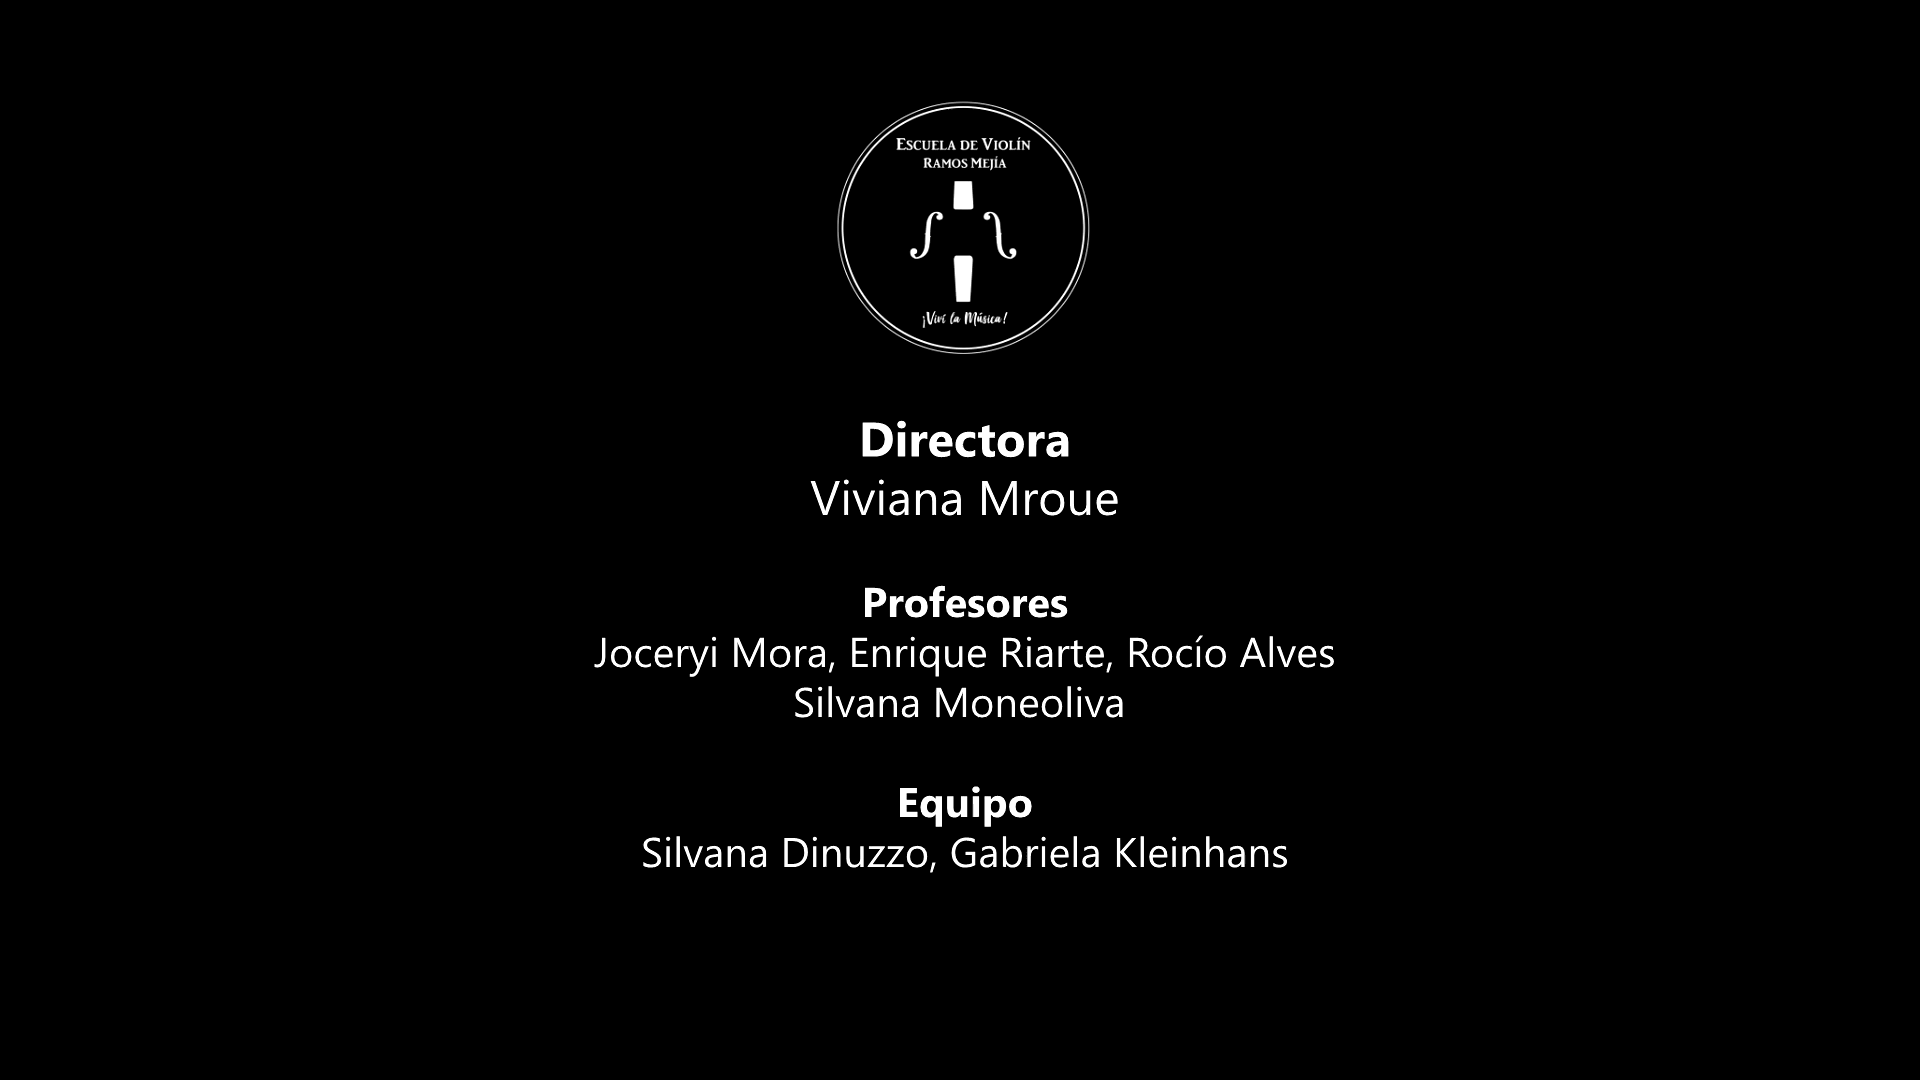 Escuela de Violín
Ramos Mejía
¡Viví la Música!
Directora
Viviana Mroue
Profesores
Joceryi Mora, Enrique Riarte, Rocío Alves
Silvana Moneoliva
Equipo
Silvana Dinuzzo, Gabriela Kleinhans